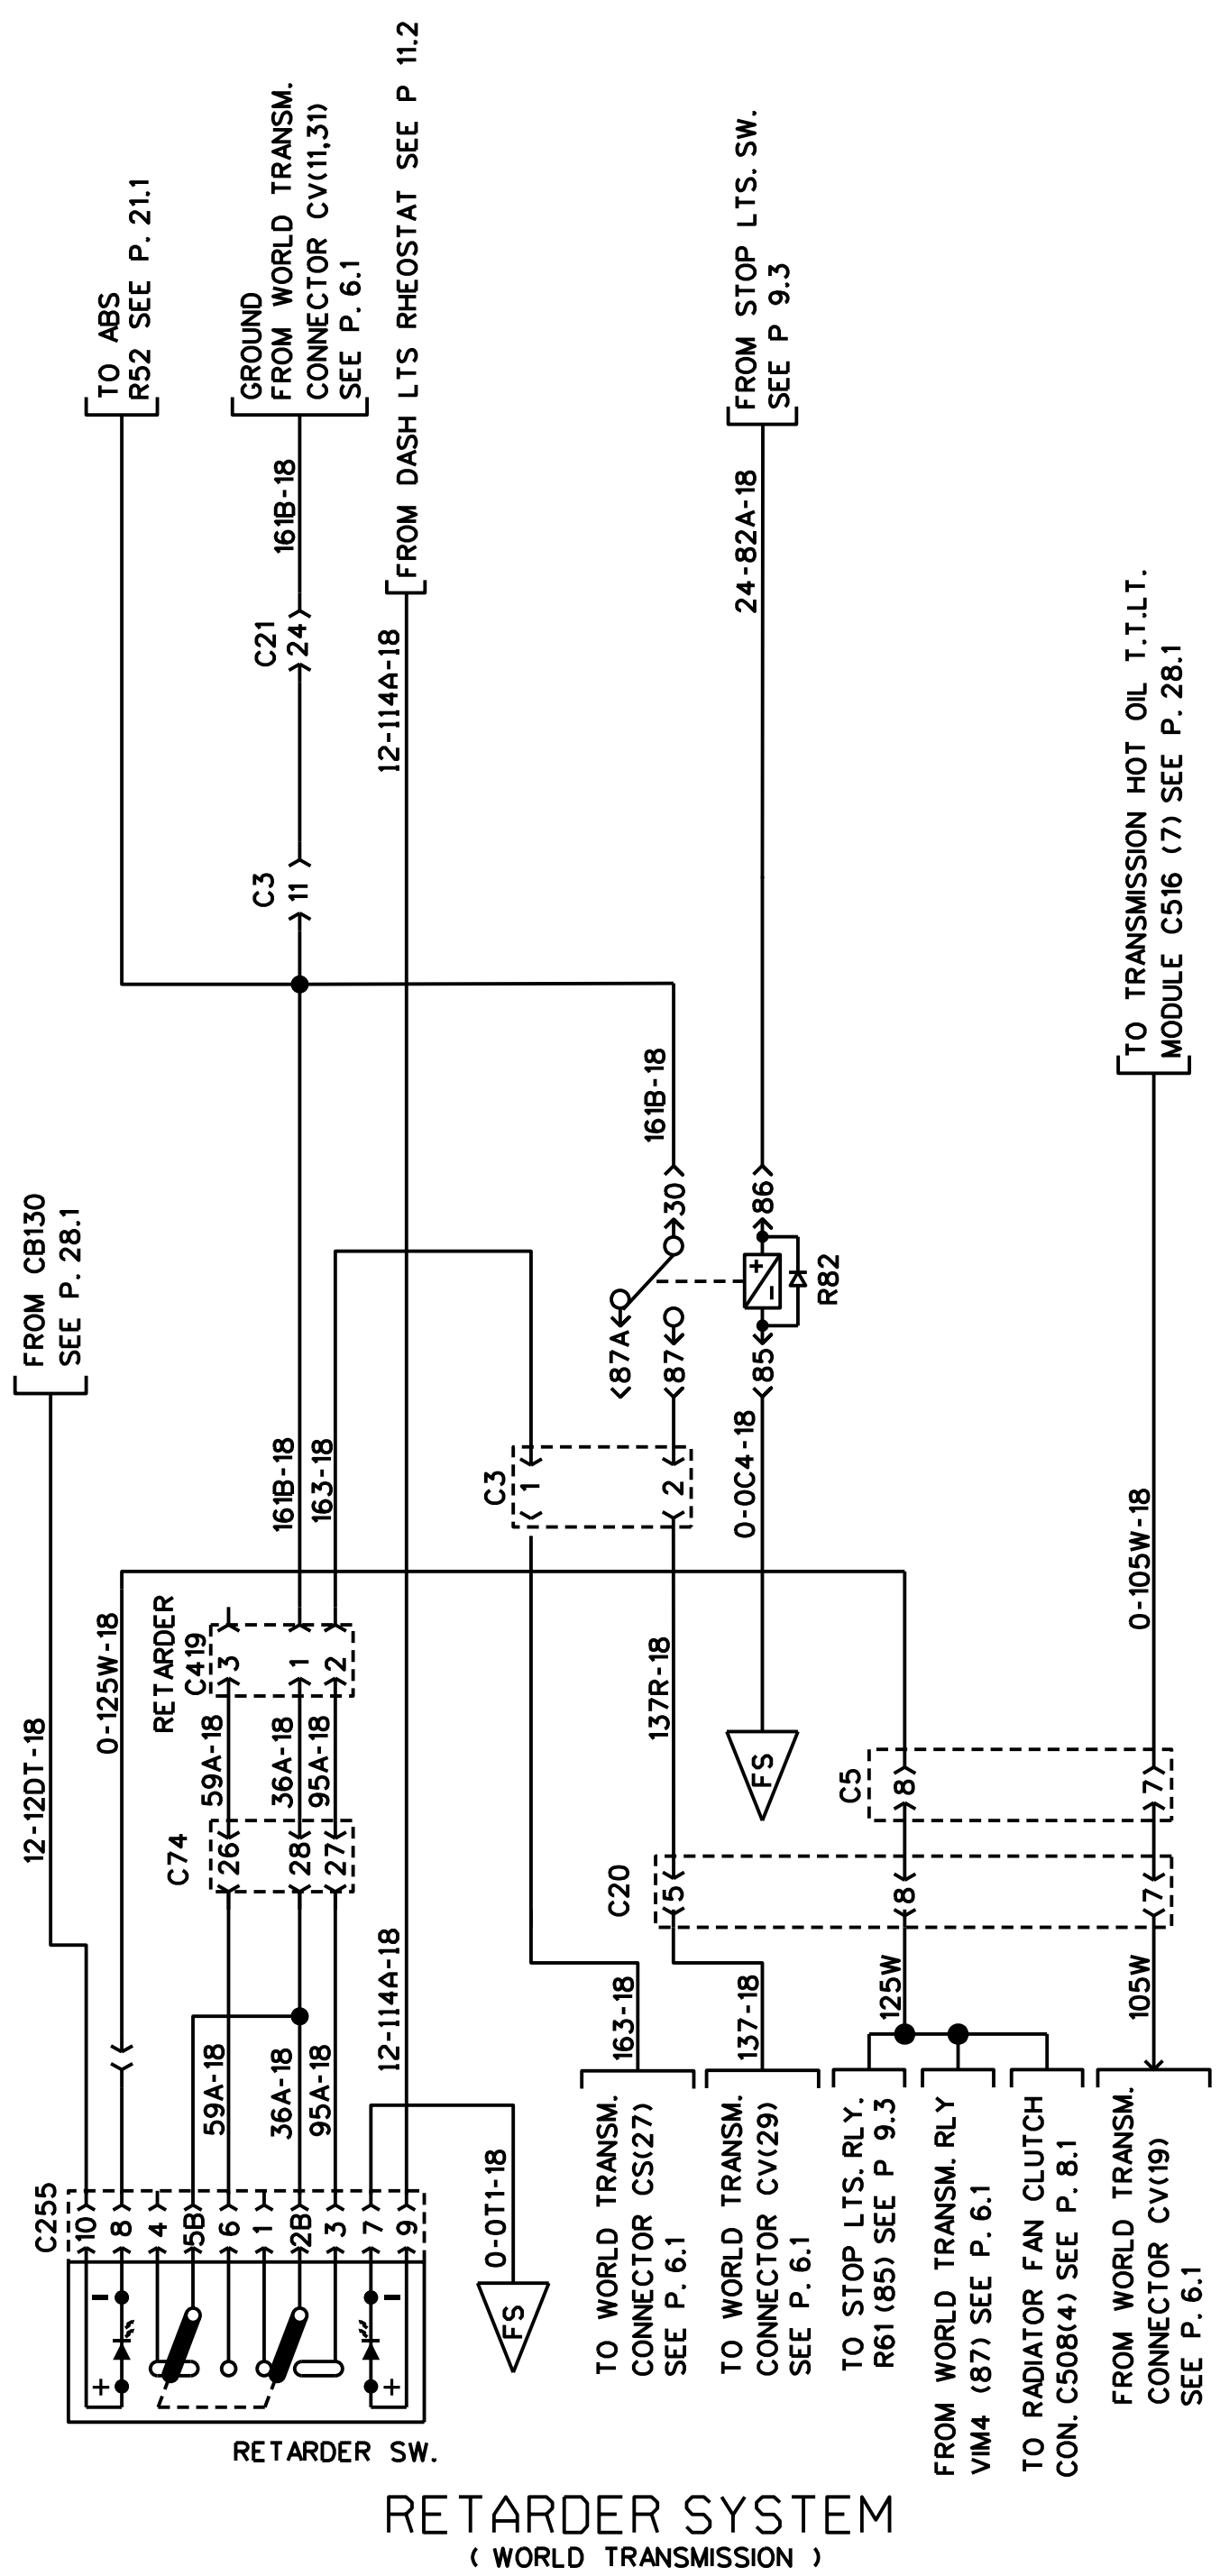 TO ABS
R52 SEE P. 21.1
GROUND
FROM WORLD TRANSM.
CONNECTOR CV(11,31)
SEE P. 6.1
FROM DASH LTS RHEOSTAT SEE P 11.2
FROM STOP LTS. SW.
SEE P 9.3
161B-18
C21
24
12-114A-18
24-82A-18
TO TRANSMISSION HOT OIL T.T.LT.
MODULE C516 (7) SEE P. 28.1
C3
11
161B-18
FROM CB130
SEE P. 28.1
30
86
87A
87
85
R82
+
-
161B-18
163-18
C3
1
2
0-0C4-18
0-105W-18
12-12DT-18
0-125W-18
RETARDER
C419
3
1
2
59A-18
36A-18
95A-18
137R-18
FS
C74
26
28
27
C5
8
7
C20
5
8
7
12-114A-18
59A-18
36A-18
95A-18
163-18
137-18
125W
105W
C255
10
8
4
5B
6
1
2B
3
7
9
0-0T1-18
FS
-
+
-
+
RETARDER SW.
TO WORLD TRANSM.
CONNECTOR CS(27)
SEE P. 6.1
TO WORLD TRANSM.
CONNECTOR CV(29)
SEE P. 6.1
TO STOP LTS. RLY.
R61 (85) SEE P 9.3
FROM WORLD TRANSM. RLY
VIM4 (87) SEE P. 6.1
TO RADIATOR FAN CLUTCH
CON. C508(4) SEE P. 8.1
FROM WORLD TRANSM.
CONNECTOR CV(19)
SEE P. 6.1
RETARDER SYSTEM
( WORLD TRANSMISSION )